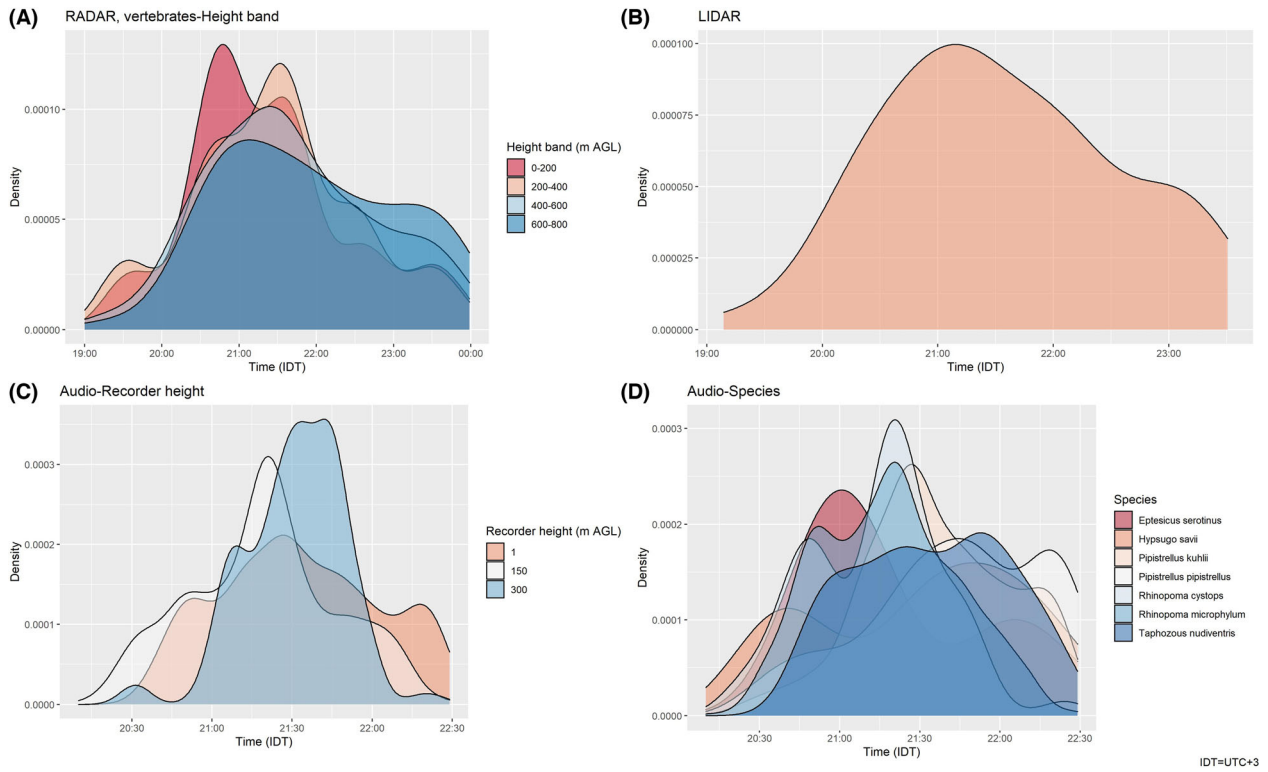 (A)
RADAR, vertebrates-Height band
Density
0.00010
0.00005
0.00000
19:00 20:00 21:00 22:00 23:00 00:00
Time (IDT)
Height band (m AGL)
0-200
200-400
400-600
600-800
(B)
LIDAR
Density
0.000100
0.000075
0.000050
0.000025
0.000000
19:00 20:00 21:00 22:00 23:00
Time (IDT)
(C)
Audio-Recorder height
Density
0.0003
0.0002
0.0001
0.0000
20:30 21:00 21:30 22:00 22:30
Time (IDT)
Recorder height (m AGL)
1
150
300
(D)
Audio-Species
Density
0.0003
0.0002
0.0001
0.0000
20:30 21:00 21:30 22:00 22:30
Time (IDT)
Species
Eptesicus serotinus
Hypsugo savii
Pipistrellus kuhlii
Pipistrellus pipistrellus
Rhinopoma cystops
Rhinopoma microphylum
Taphozous nudiventris
IDT=UTC+3